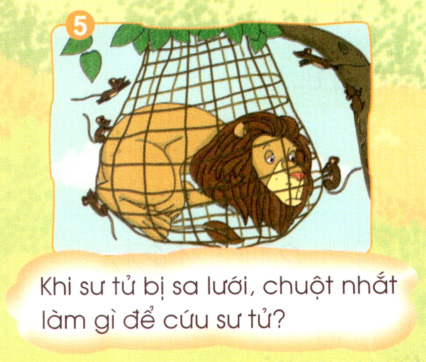 5
Khi sư tử bị sa lưới, chuột nhắt
làm gì để cứu sư tử?